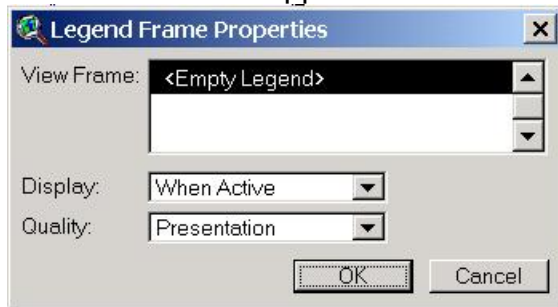 Legend Frame Properties
View Frame:
<Empty Legend>
Display:
When Active
Quality:
Presentation
OK
Cancel